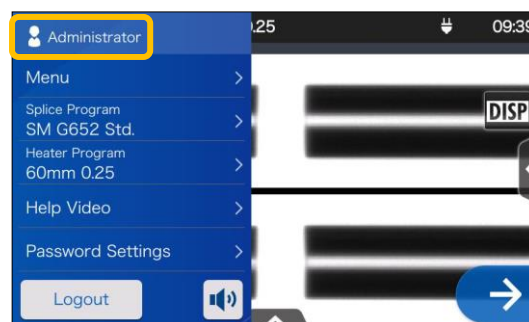 Administrator
.25
09:39
Menu
Splice Program
SM G652 Std.
Heater Program
60mm 0.25
Help Video
Password Settings
Logout
DISP